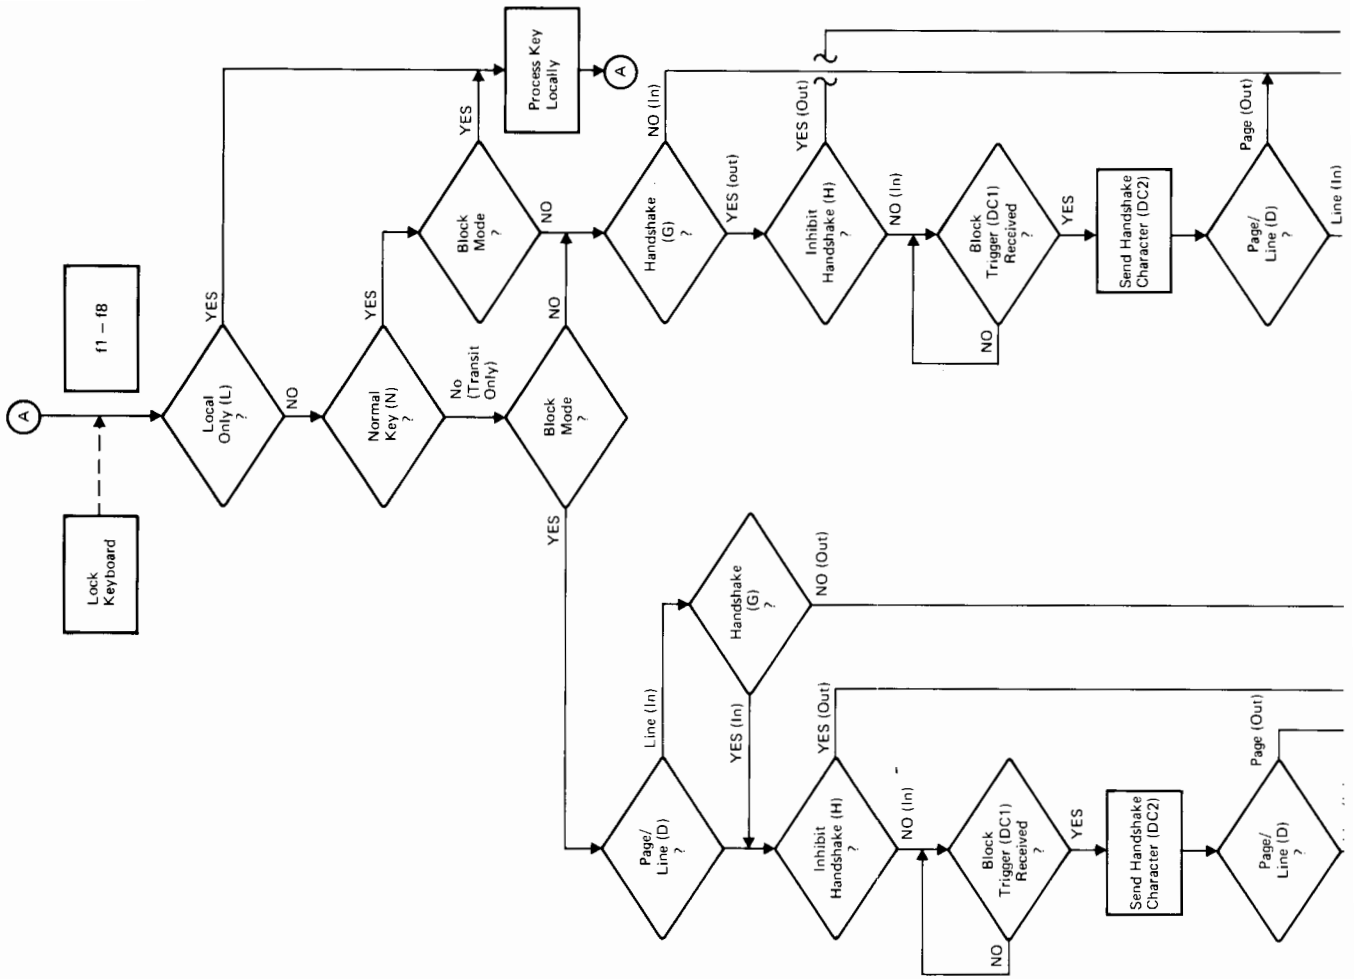 A
f1 – f8
Lock
Keyboard
Local
Only (L)
?
YES
NO
Normal
Key (N)
?
YES
No
(Transit
Only)
Block
Mode
?
YES
NO
Process Key
Locally
A
Block
Mode
?
YES
NO
Handshake
(G)
?
NO (In)
YES (out)
Inhibit
Handshake (H)
?
YES (Out)
NO (In)
Block
Trigger (DC1)
Received
?
NO
YES
Send Handshake
Character (DC2)
Page/
Line (D)
?
Page (Out)
Line (In)
Page/
Line (D)
?
Line (In)
Handshake
(G)
?
YES (In)
NO (Out)
Inhibit
Handshake (H)
?
YES (Out)
NO (In)
Block
Trigger (DC1)
Received
?
NO
YES
Send Handshake
Character (DC2)
Page/
Line (D)
?
Page (Out)